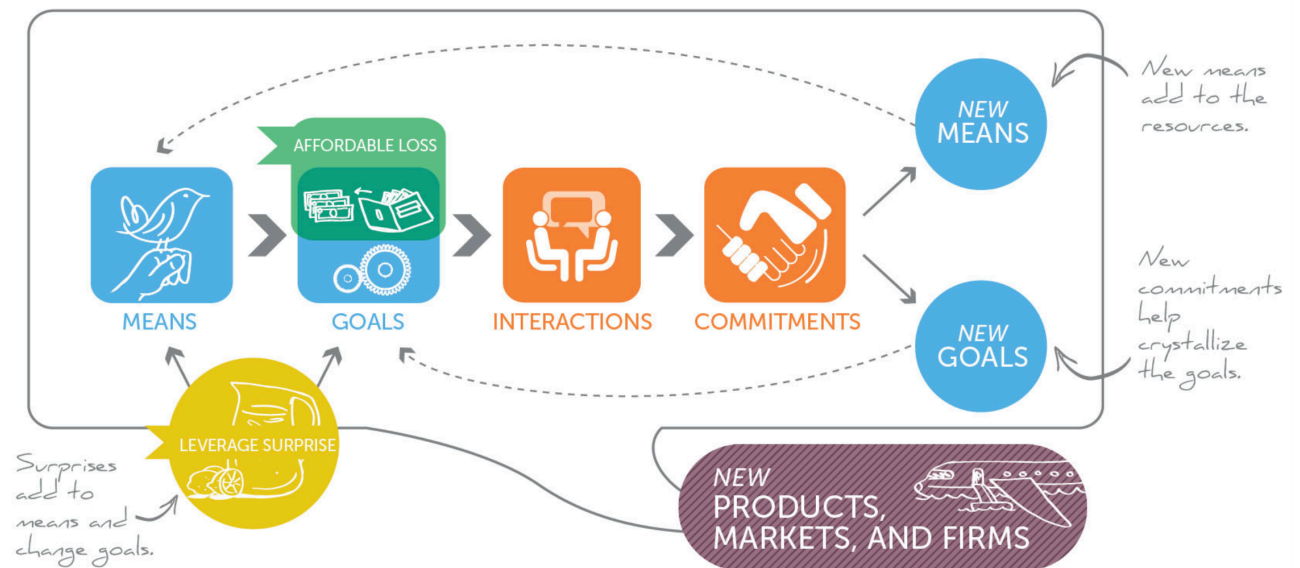 NEW
MEANS
New means
add to the
resources.
AFFORDABLE LOSS
MEANS
GOALS
INTERACTIONS
COMMITMENTS
NEW
GOALS
New
commitments
help
crystallize
the goals.
LEVERAGE SURPRISE
Surprises
add to
means and
change goals.
NEW
PRODUCTS,
MARKETS, AND FIRMS